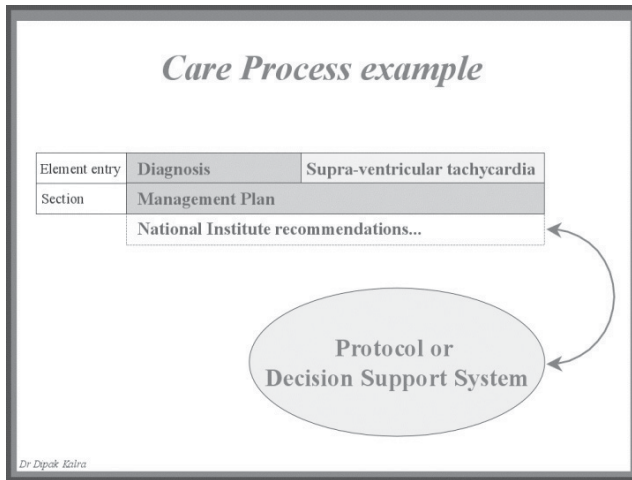 Care Process example
Element entry Diagnosis Supra-ventricular tachycardia
Section Management Plan
National Institute recommendations...
Protocol or
Decision Support System
Dr Dipak Kalra